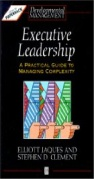 Developmental
MANAGEMENT
Executive
Leadership
A PRACTICAL GUIDE TO
MANAGING COMPLEXITY
ELLIOTT JAQUES AND
STEPHEN D. CLEMENT